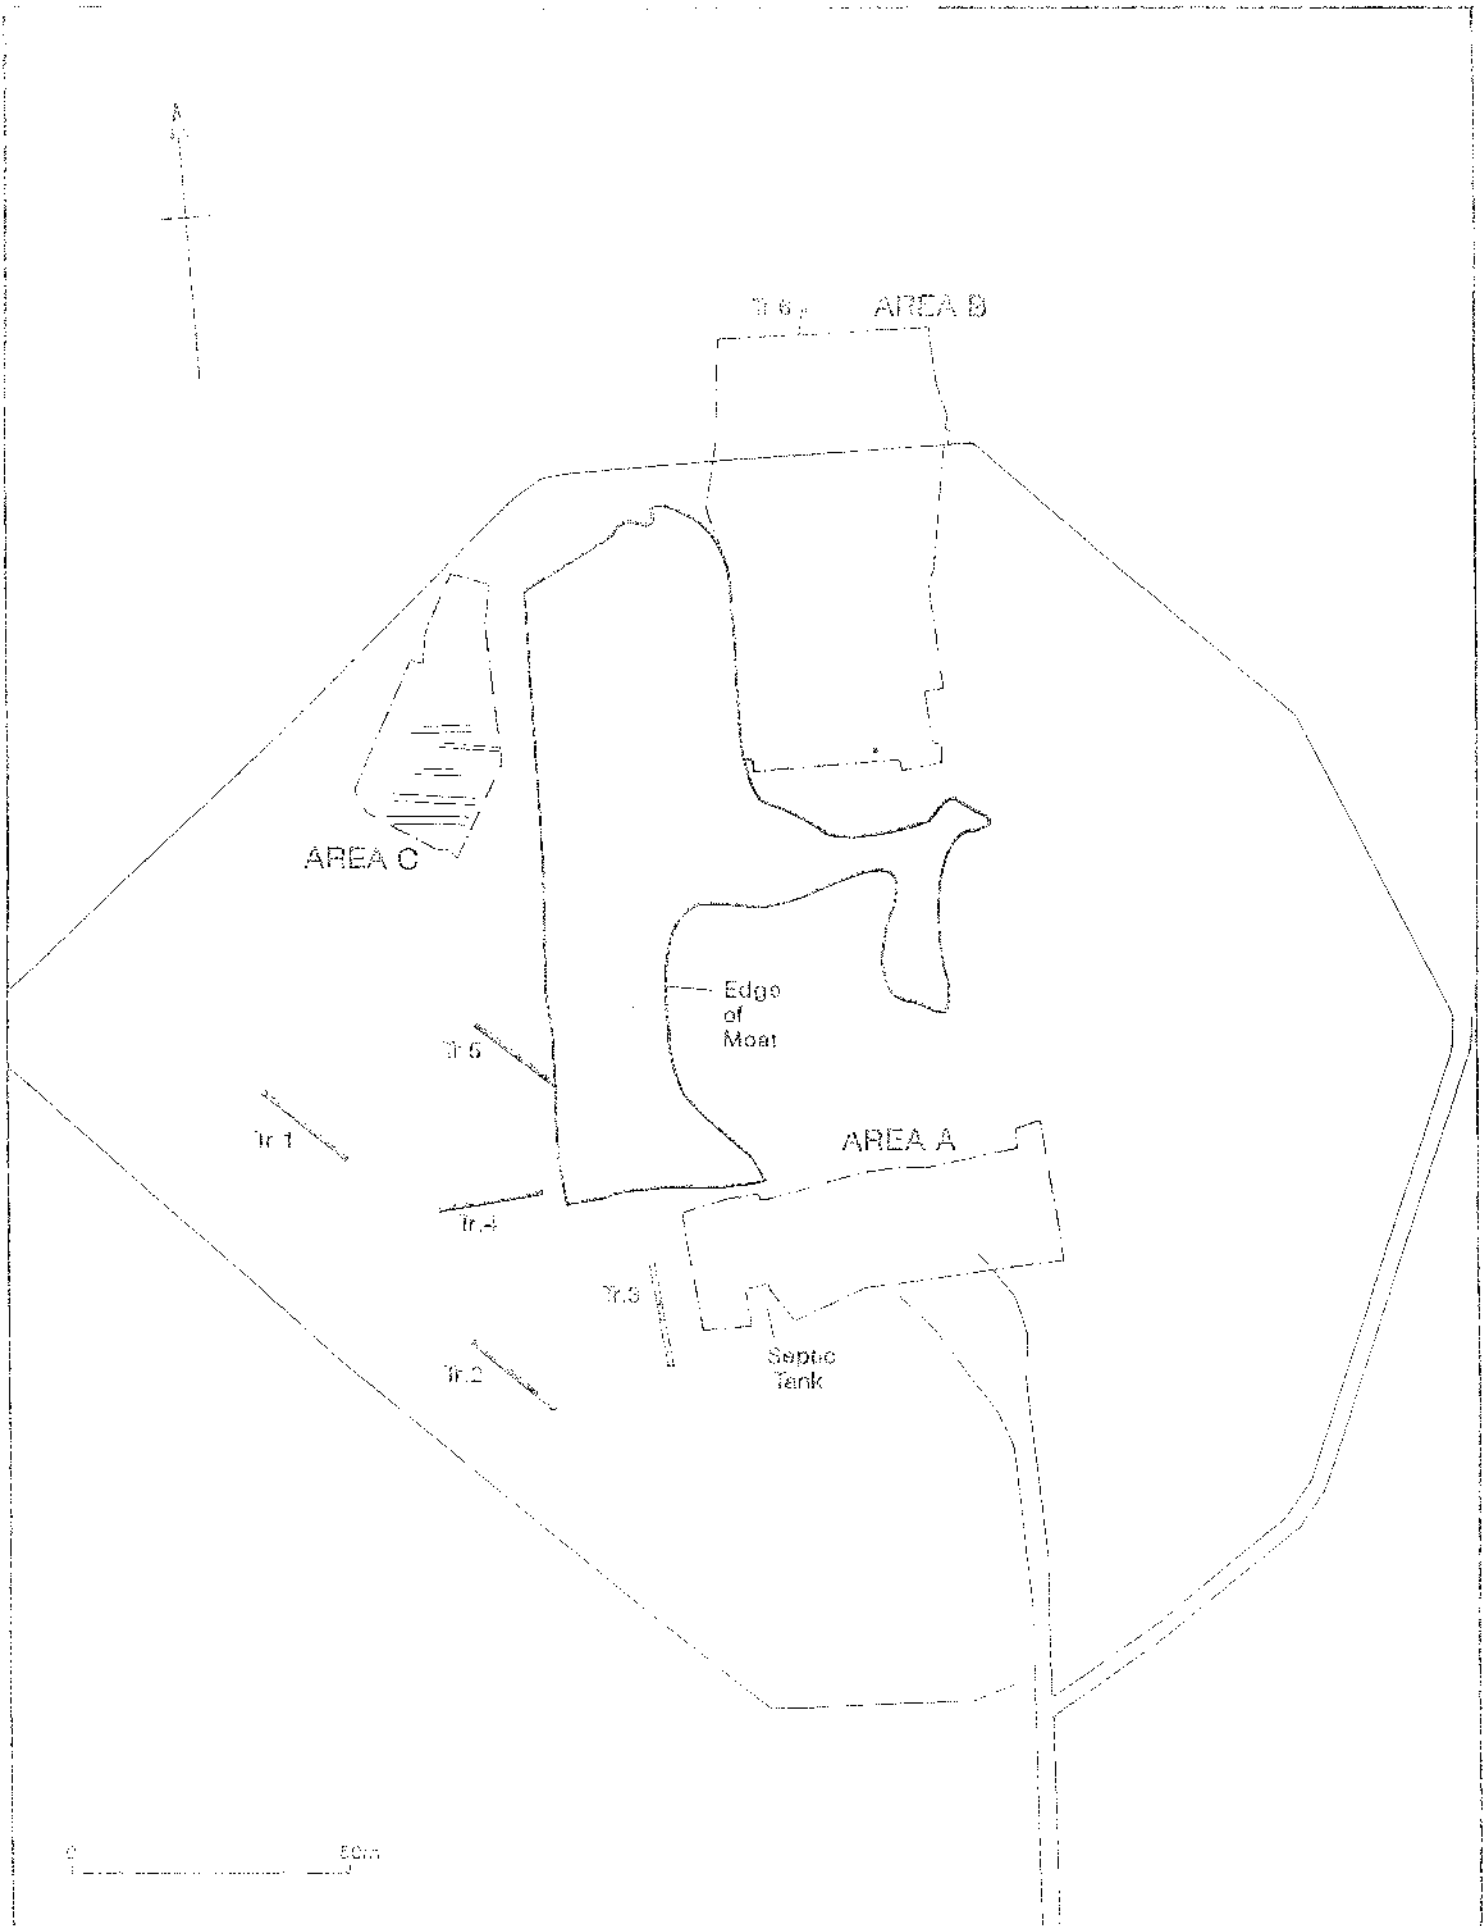 Tr.6
AREA B
AREA C
Edge
of
Moat
Tr.5
Tr.1
AREA A
Tr.4
Tr.3
Septic
Tank
Tr.2
0
50m